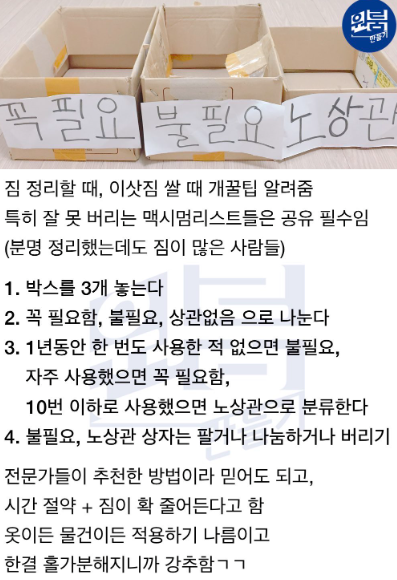 원룸
만들기
꼭필요
불필요
노상관
짐 정리할 때, 이삿짐 쌀 때 개꿀팁 알려줌
특히 잘 못 버리는 맥시멈리스트들은 공유 필수임
(분명 정리했는데도 짐이 많은 사람들)
1. 박스를 3개 놓는다
2. 꼭 필요함, 불필요, 상관없음 으로 나눈다
3. 1년동안 한 번도 사용한 적 없으면 불필요,
자주 사용했으면 꼭 필요함,
10번 이하로 사용했으면 노상관으로 분류한다
4. 불필요, 노상관 상자는 팔거나 나눔하거나 버리기
전문가들이 추천한 방법이라 믿어도 되고,
시간 절약 + 짐이 확 줄어든다고 함
옷이든 물건이든 적용하기 나름이고
한결 홀가분해지니까 강추함ㄱㄱ
원룸
만들기